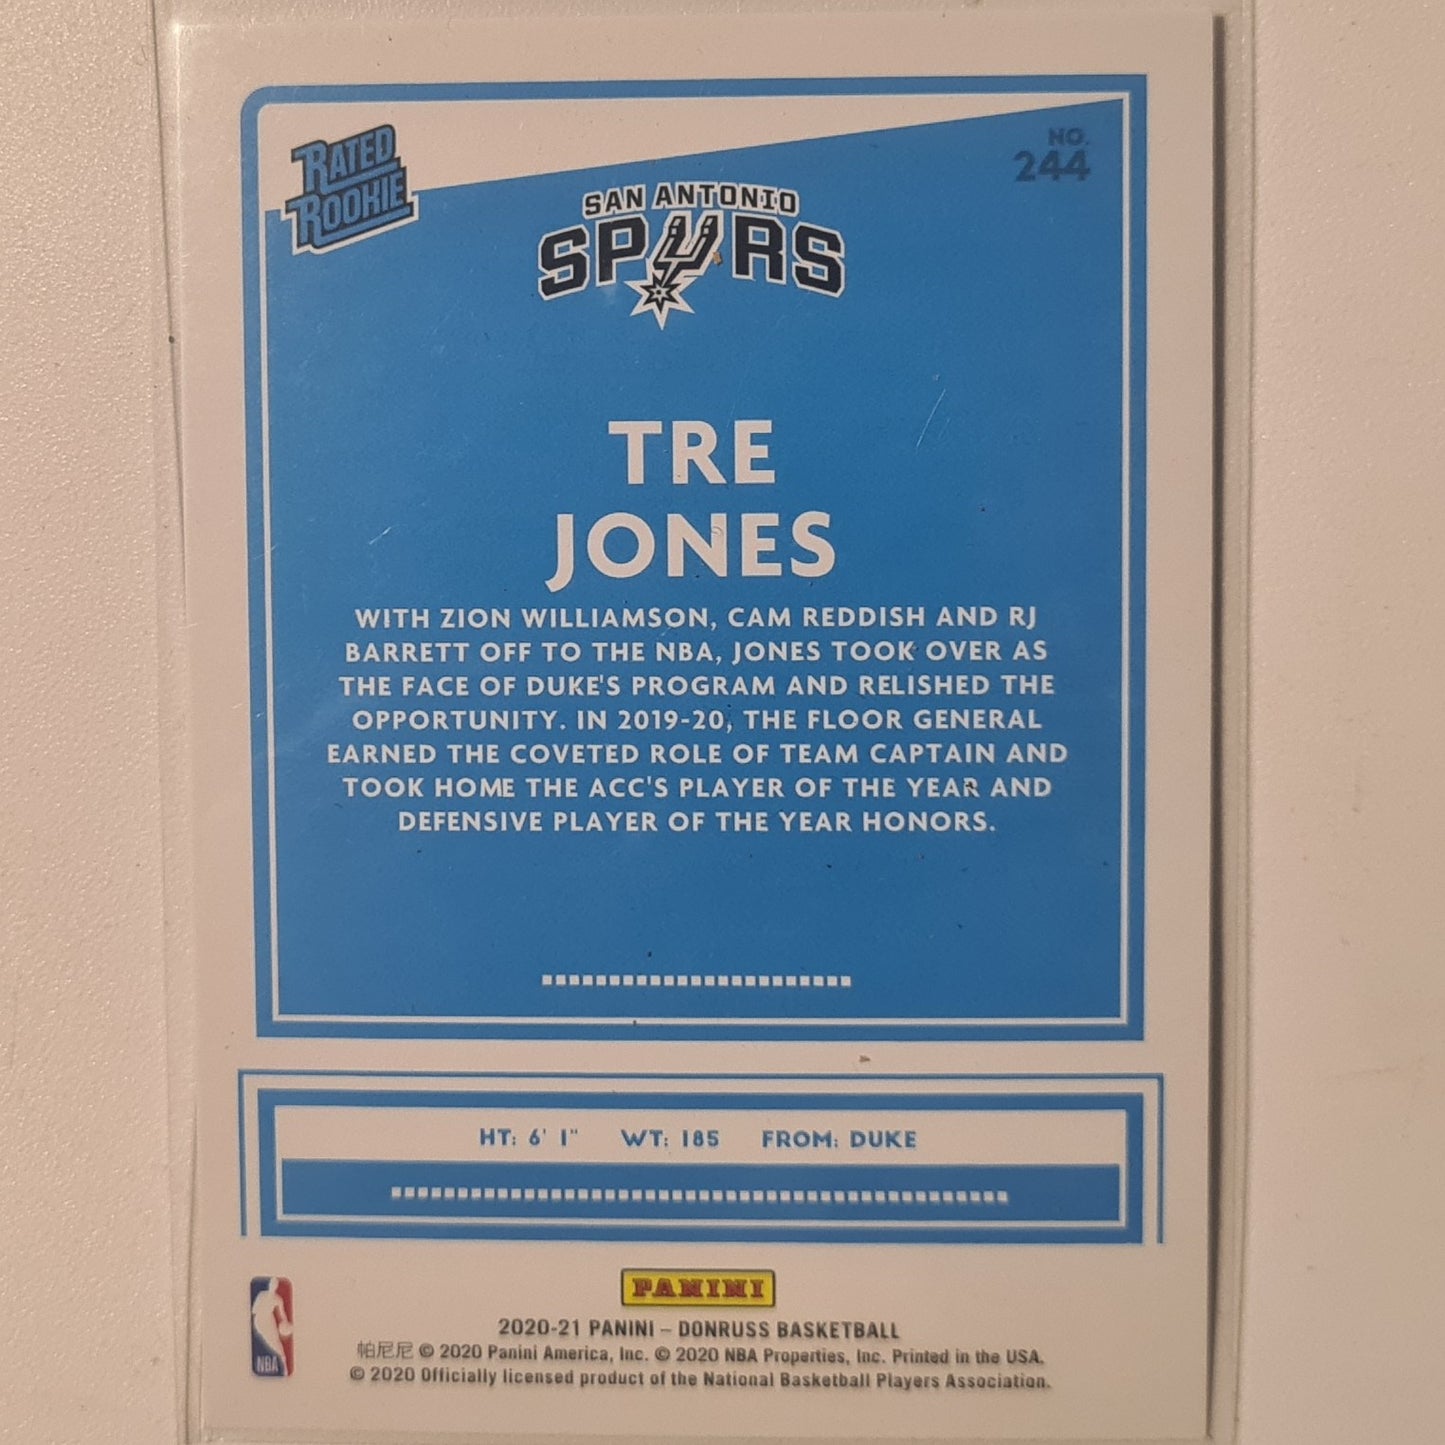 RATED
ROOKIE
NO.
244
SAN ANTONIO
SPURS
TRE
JONES
WITH ZION WILLIAMSON, CAM REDDISH AND RJ
BARRETT OFF TO THE NBA, JONES TOOK OVER AS
THE FACE OF DUKE'S PROGRAM AND RELISHED THE
OPPORTUNITY. IN 2019-20, THE FLOOR GENERAL
EARNED THE COVETED ROLE OF TEAM CAPTAIN AND
TOOK HOME THE ACC'S PLAYER OF THE YEAR AND
DEFENSIVE PLAYER OF THE YEAR HONORS.
HT: 6' 1" WT: 185 FROM: DUKE
PANINI
2020-21 PANINI – DONRUSS BASKETBALL
帕尼尼 © 2020 Panini America, Inc. © 2020 NBA Properties, Inc. Printed in the USA.
© 2020 Officially licensed product of the National Basketball Players Association.
NBA